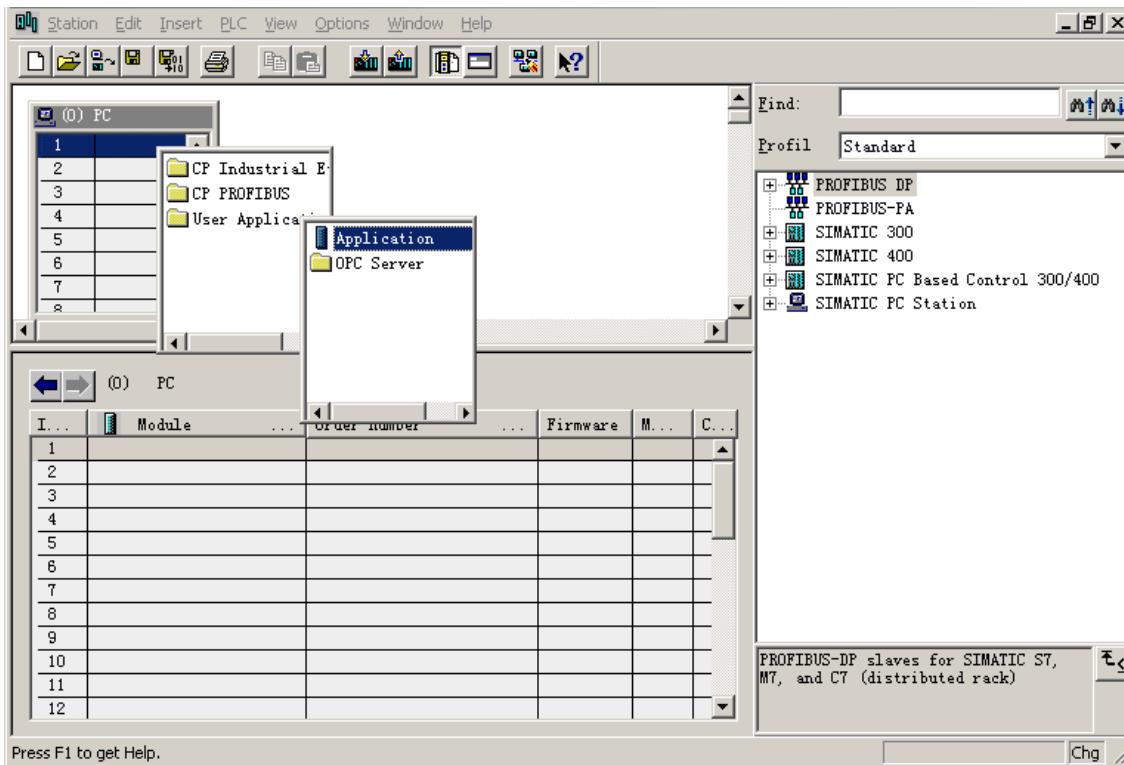 Station Edit Insert PLC View Options Window Help
Find:
(0) PC
Profil Standard
1
2
3
4
5
6
7
8
CP Industrial E
CP PROFIBUS
User Applicati
Application
OPC Server
PROFIBUS DP
PROFIBUS-PA
SIMATIC 300
SIMATIC 400
SIMATIC PC Based Control 300/400
SIMATIC PC Station
(0) PC
I... Module ... Order number ... Firmware M... C...
1
2
3
4
5
6
7
8
9
10
11
12
PROFIBUS-DP slaves for SIMATIC S7,
M7, and C7 (distributed rack)
Press F1 to get Help.
Chg